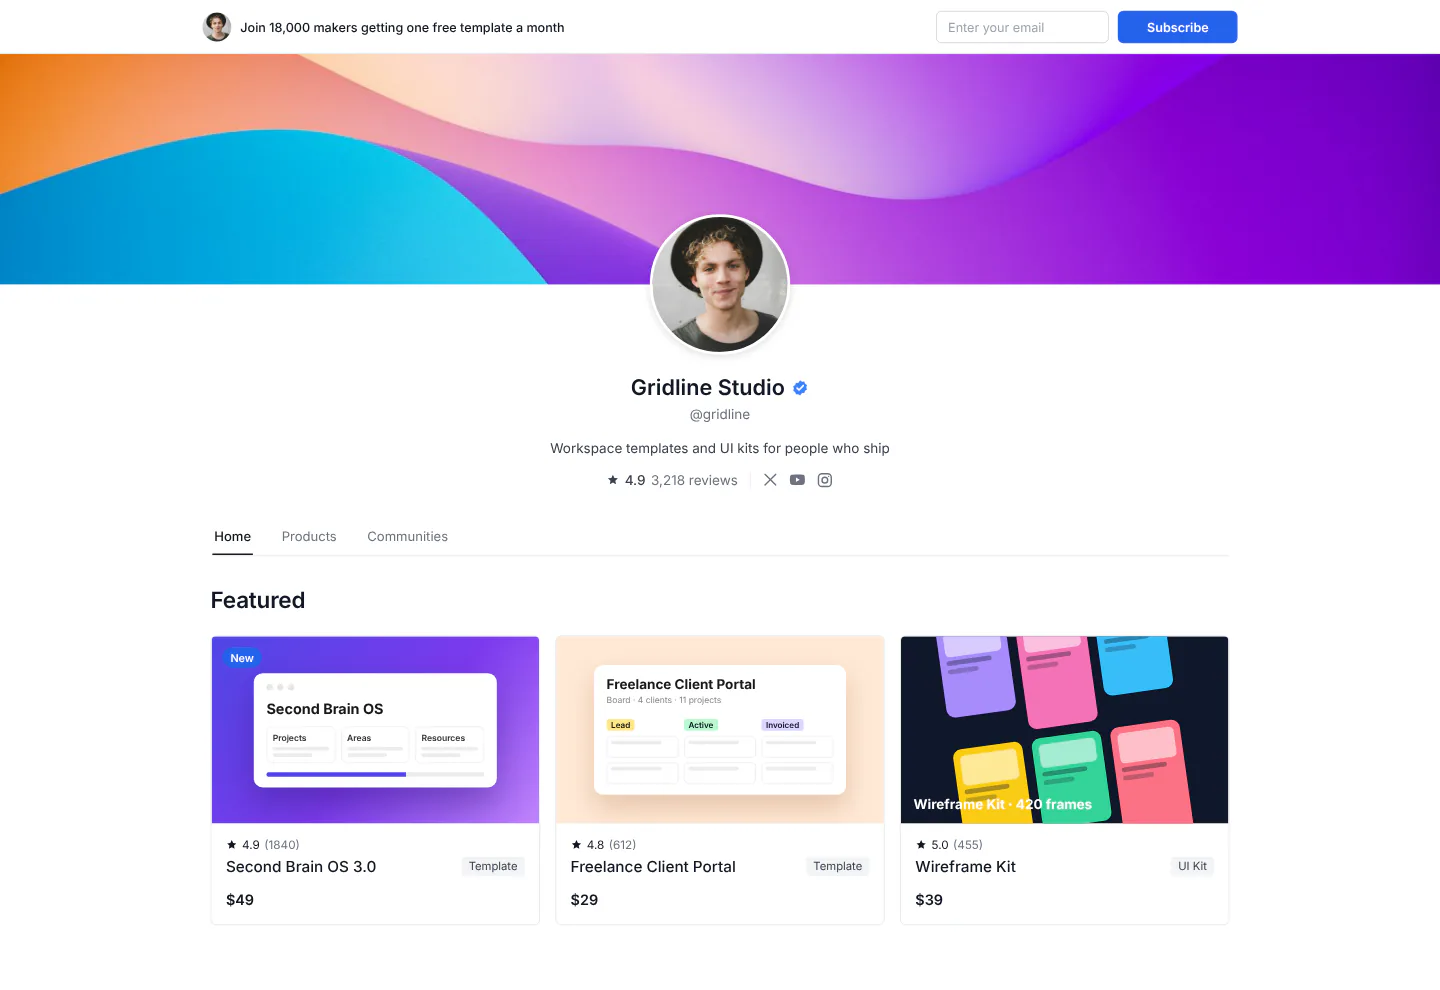 Join 18,000 makers getting one free template a month
Enter your email
Subscribe
Gridline Studio
@gridline
Workspace templates and UI kits for people who ship
4.9 3,218 reviews
Home
Products
Communities
Featured
New
Second Brain OS
Projects
Areas
Resources
4.9 (1840)
Second Brain OS 3.0
Template
$49
Freelance Client Portal
Board · 4 clients · 11 projects
Lead
Active
Invoiced
4.8 (612)
Freelance Client Portal
Template
$29
Wireframe Kit · 420 frames
5.0 (455)
Wireframe Kit
UI Kit
$39